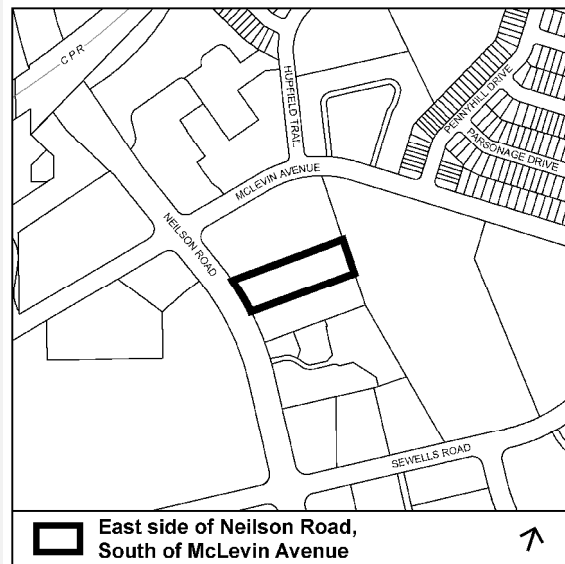 CPR
HUPFIELD TRAIL
PENNYHILL DRIVE
PARSONAGE DRIVE
MCLEVIN AVENUE
NEILSON ROAD
SEWELLS ROAD
East side of Neilson Road,
South of McLevin Avenue